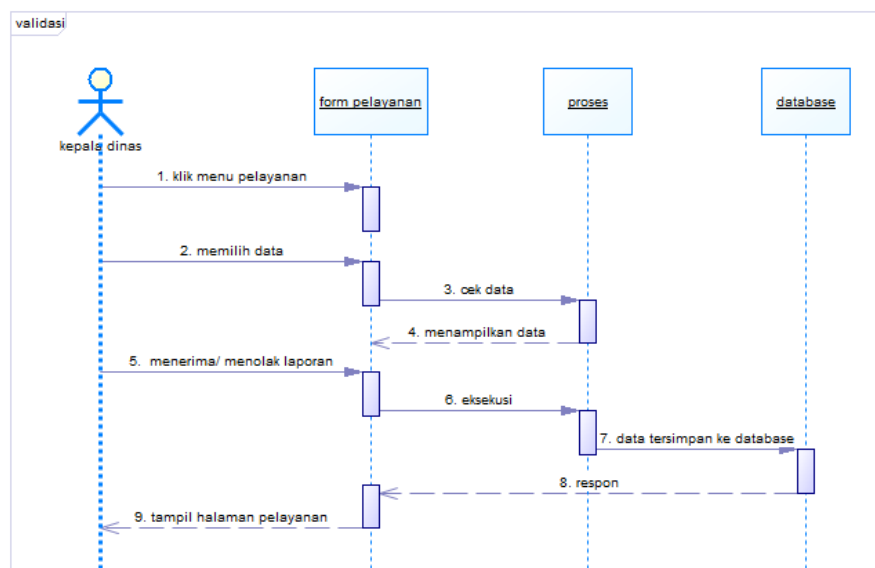 validasi
form pelayanan
proses
database
kepala dinas
1. klik menu pelayanan
2. memilih data
3. cek data
4. menampilkan data
5. menerima/ menolak laporan
6. eksekusi
7. data tersimpan ke database
8. respon
9. tampil halaman pelayanan